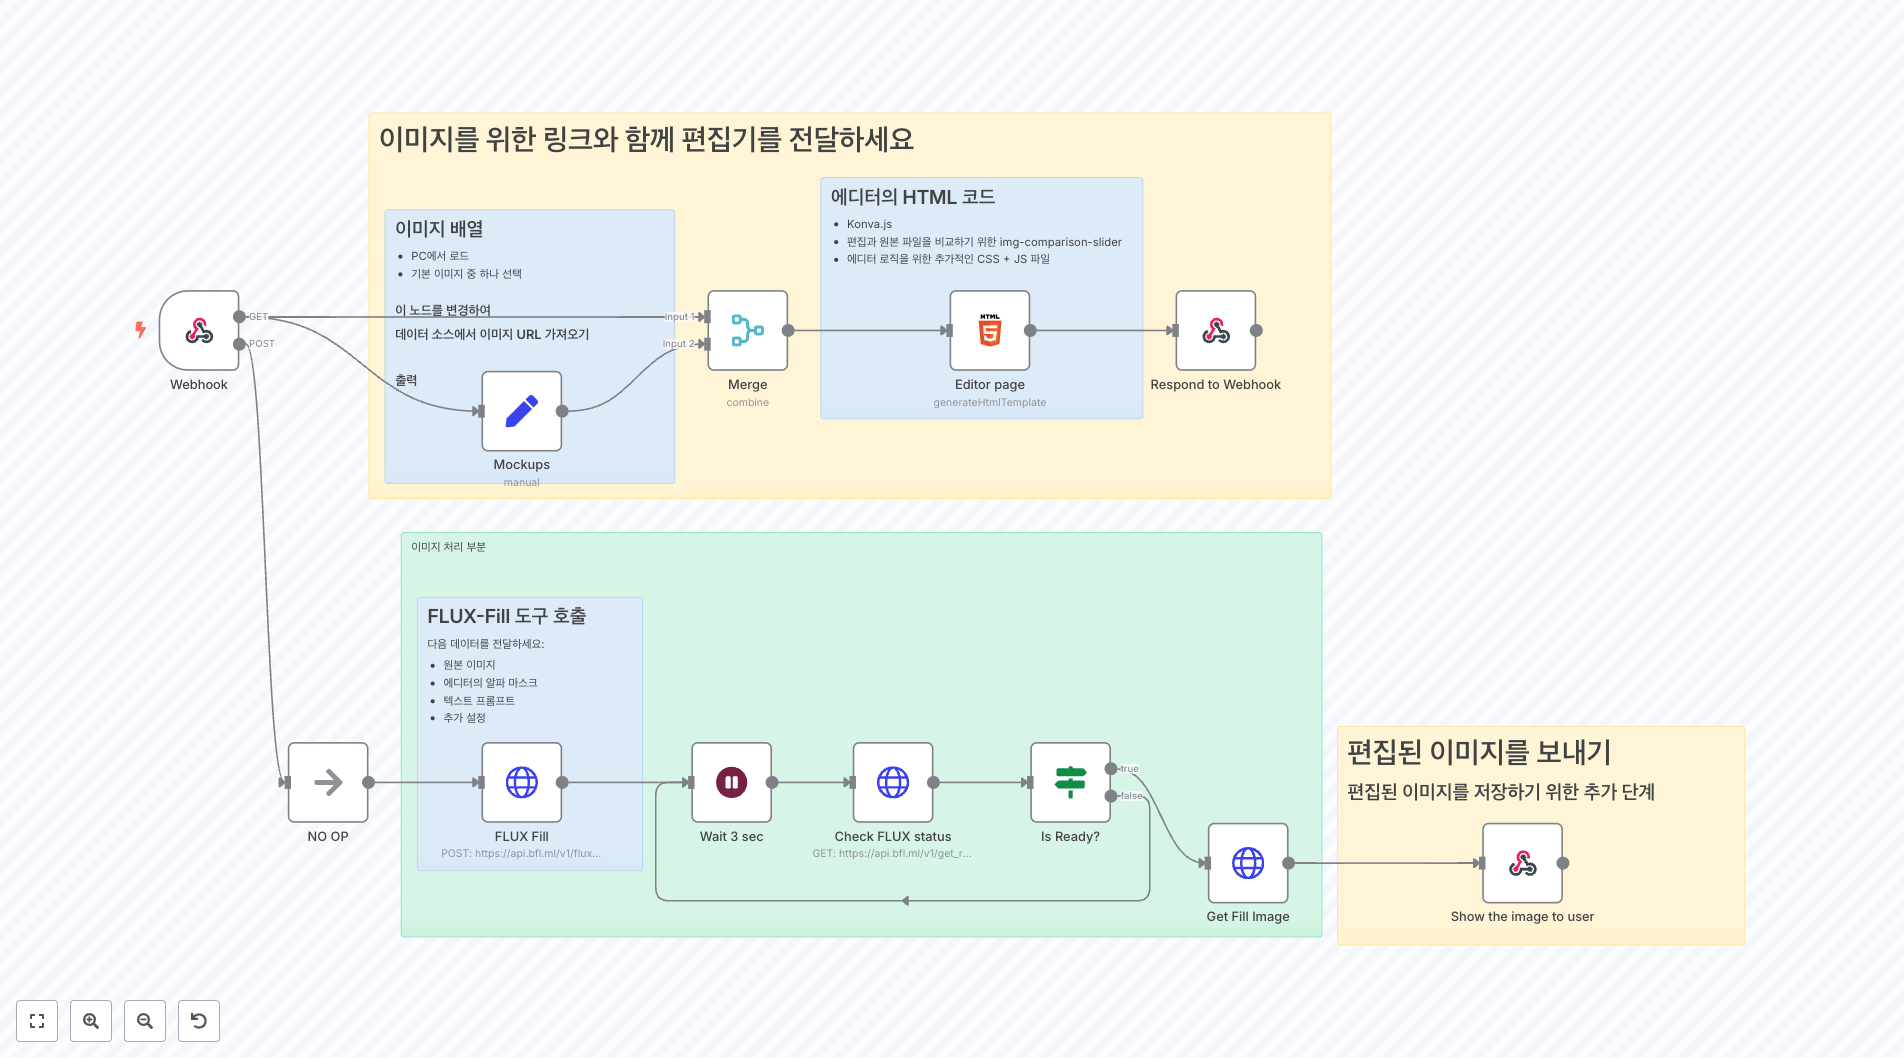 이미지를 위한 링크와 함께 편집기를 전달하세요
에디터의 HTML 코드
Konva.js
편집과 원본 파일을 비교하기 위한 img-comparison-slider
에디터 로직을 위한 추가적인 CSS + JS 파일
이미지 배열
PC에서 로드
기본 이미지 중 하나 선택
이 노드를 변경하여
데이터 소스에서 이미지 URL 가져오기
출력
GET
POST
Webhook
Mockups
manual
Input 1
Input 2
Merge
combine
HTML
5
Editor page
generateHtmlTemplate
Respond to Webhook
이미지 처리 부분
FLUX-Fill 도구 호출
다음 데이터를 전달하세요:
원본 이미지
에디터의 알파 마스크
텍스트 프롬프트
추가 설정
NO OP
FLUX Fill
POST: https://api.bfl.ml/v1/flux...
Wait 3 sec
Check FLUX status
GET: https://api.bfl.ml/v1/get_r...
true
false
Is Ready?
Get Fill Image
편집된 이미지를 보내기
편집된 이미지를 저장하기 위한 추가 단계
Show the image to user